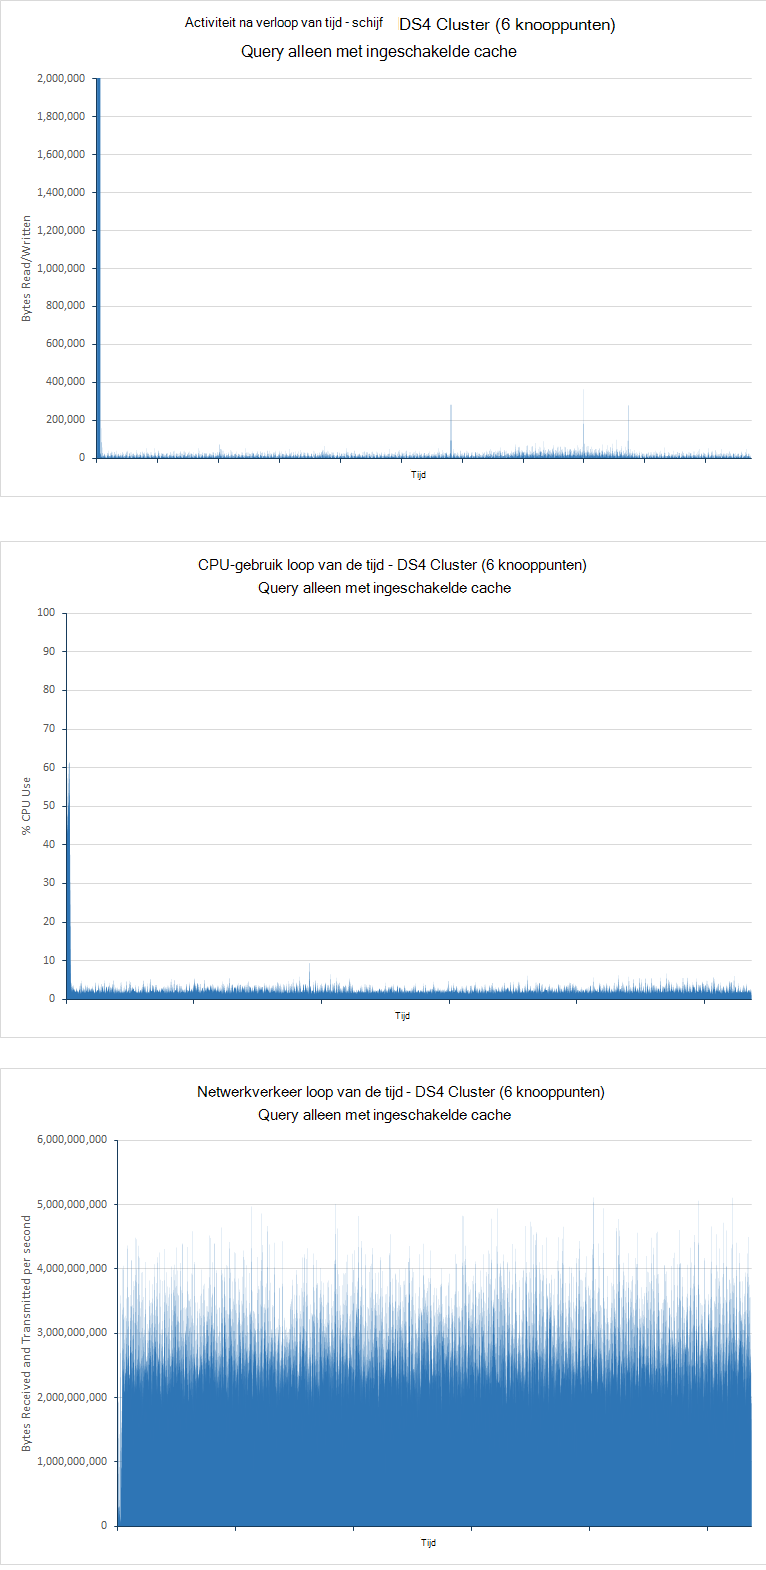 Activiteit na verloop van tijd - schijf DS4 Cluster (6 knooppunten)
Query alleen met ingeschakelde cache
2,000,000
1,800,000
1,600,000
1,400,000
1,200,000
1,000,000
800,000
600,000
400,000
200,000
0
Bytes Read/Written
Tijd
CPU-gebruik loop van de tijd - DS4 Cluster (6 knooppunten)
Query alleen met ingeschakelde cache
100
90
80
70
60
50
40
30
20
10
0
% CPU Use
Tijd
Netwerkverkeer loop van de tijd - DS4 Cluster (6 knooppunten)
Query alleen met ingeschakelde cache
6,000,000,000
5,000,000,000
4,000,000,000
3,000,000,000
2,000,000,000
1,000,000,000
0
Bytes Received and Transmitted per second
Tijd